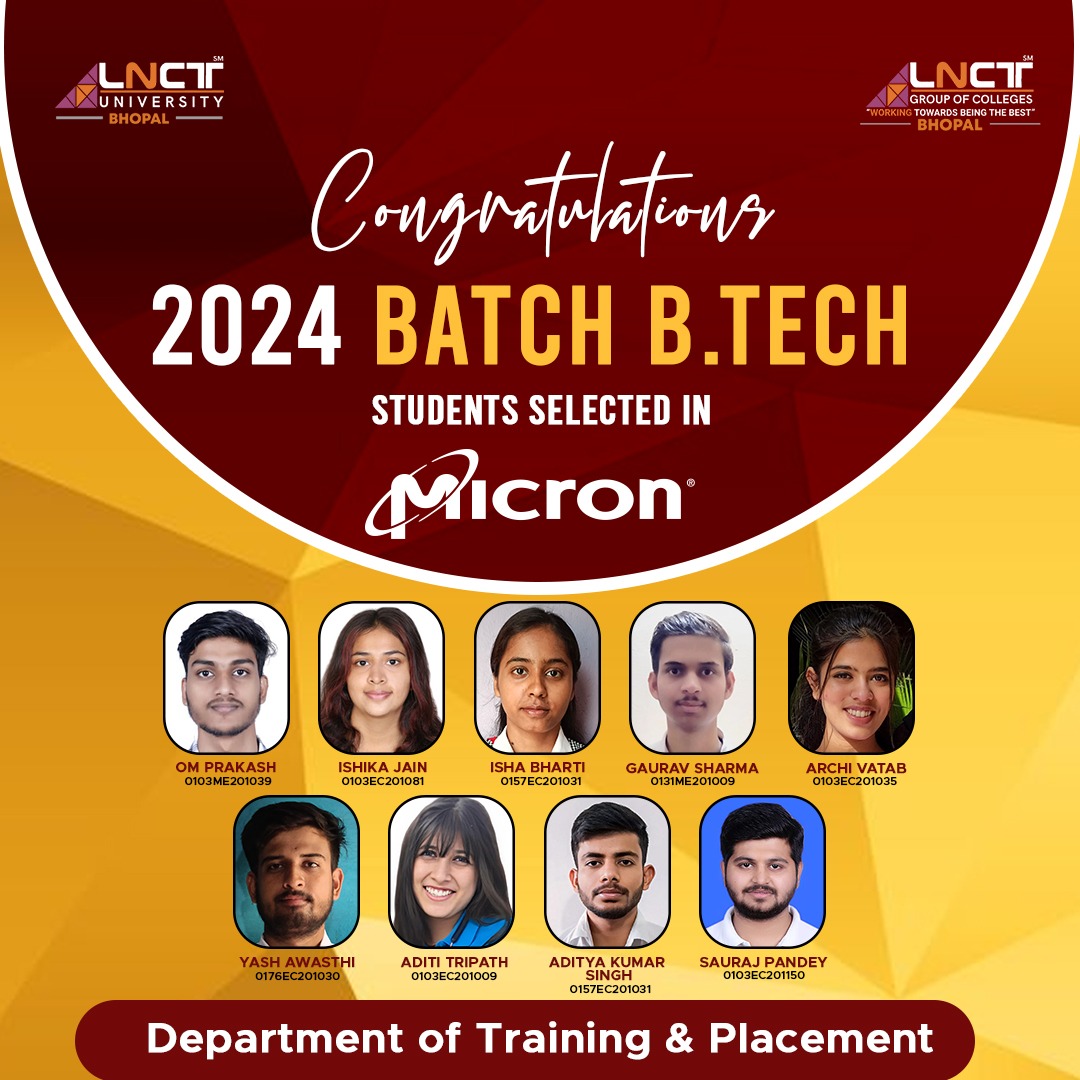 LNCT SM
UNIVERSITY
BHOPAL
LNCT SM
GROUP OF COLLEGES
"WORKING TOWARDS BEING THE BEST"
BHOPAL
Congratulations
2024 BATCH B.TECH
STUDENTS SELECTED IN
Micron®
OM PRAKASH
0103ME201039
ISHIKA JAIN
0103EC201081
ISHA BHARTI
0157EC201031
GAURAV SHARMA
0131ME201009
ARCHI VATAB
0103EC201035
YASH AWASTHI
0176EC201030
ADITI TRIPATH
0103EC201009
ADITYA KUMAR
SINGH
0157EC201031
SAURAJ PANDEY
0103EC201150
Department of Training & Placement